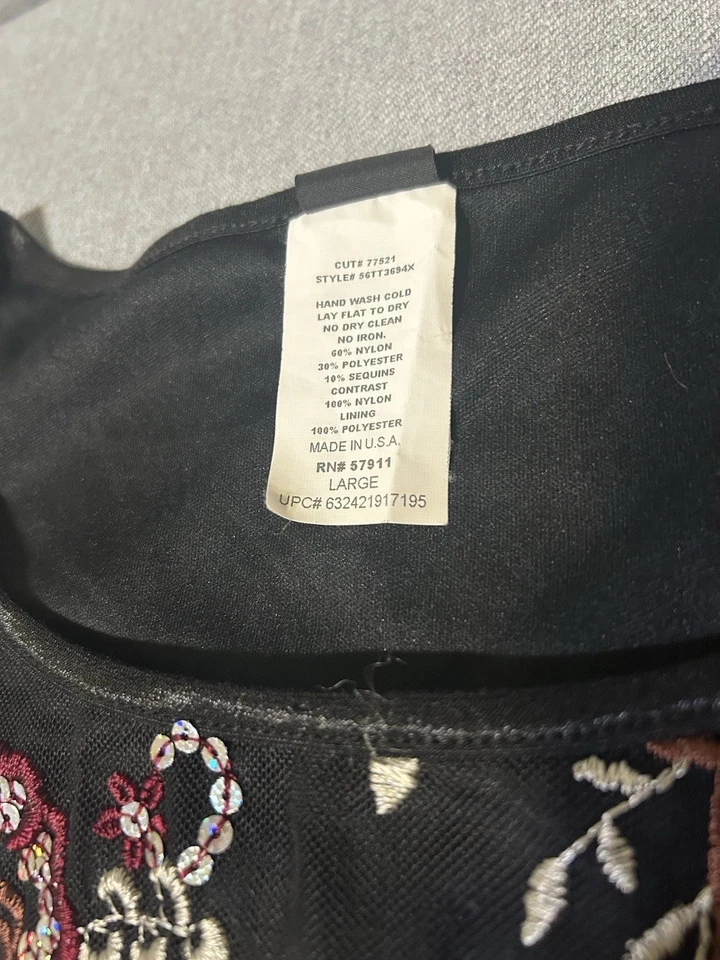 CUT# 77521
STYLE# 56TT3694X
HAND WASH COLD
LAY FLAT TO DRY
NO DRY CLEAN
NO IRON.
60% NYLON
30% POLYESTER
10% SEQUINS
CONTRAST
100% NYLON
LINING
100% POLYESTER
MADE IN U.S.A.
RN# 57911
LARGE
UPC# 632421917195